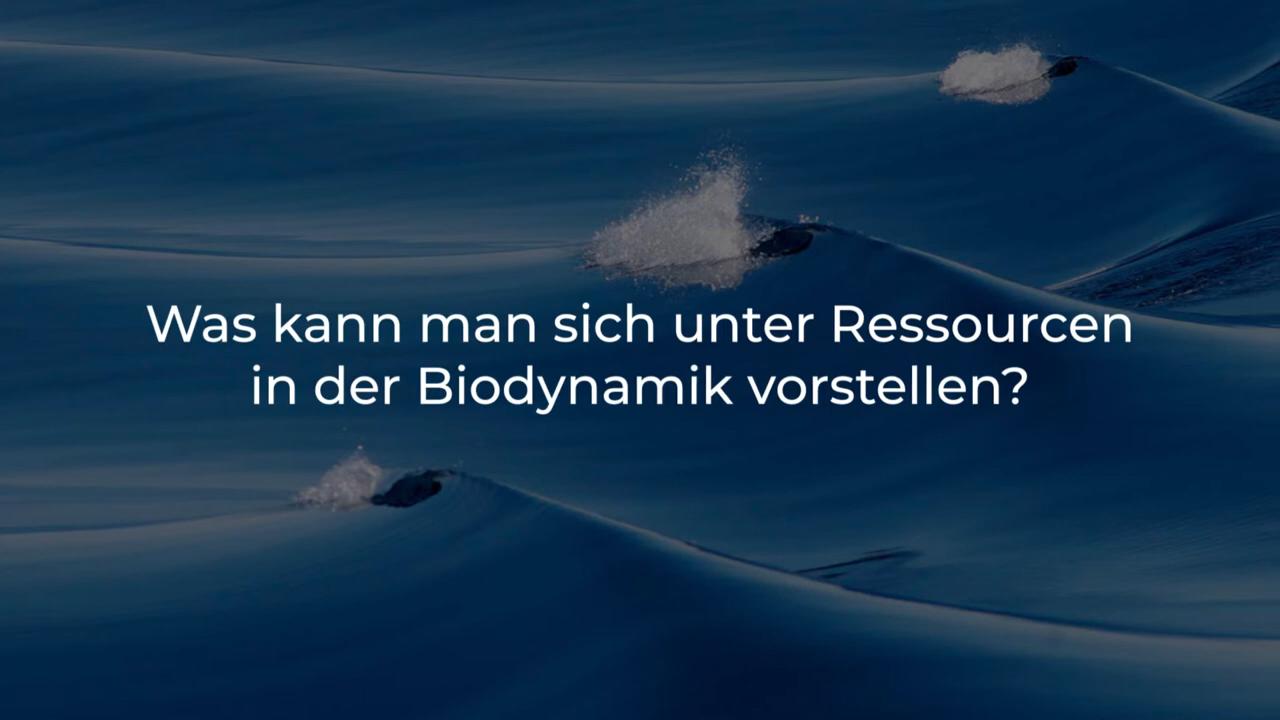 Was kann man sich unter Ressourcen
in der Biodynamik vorstellen?